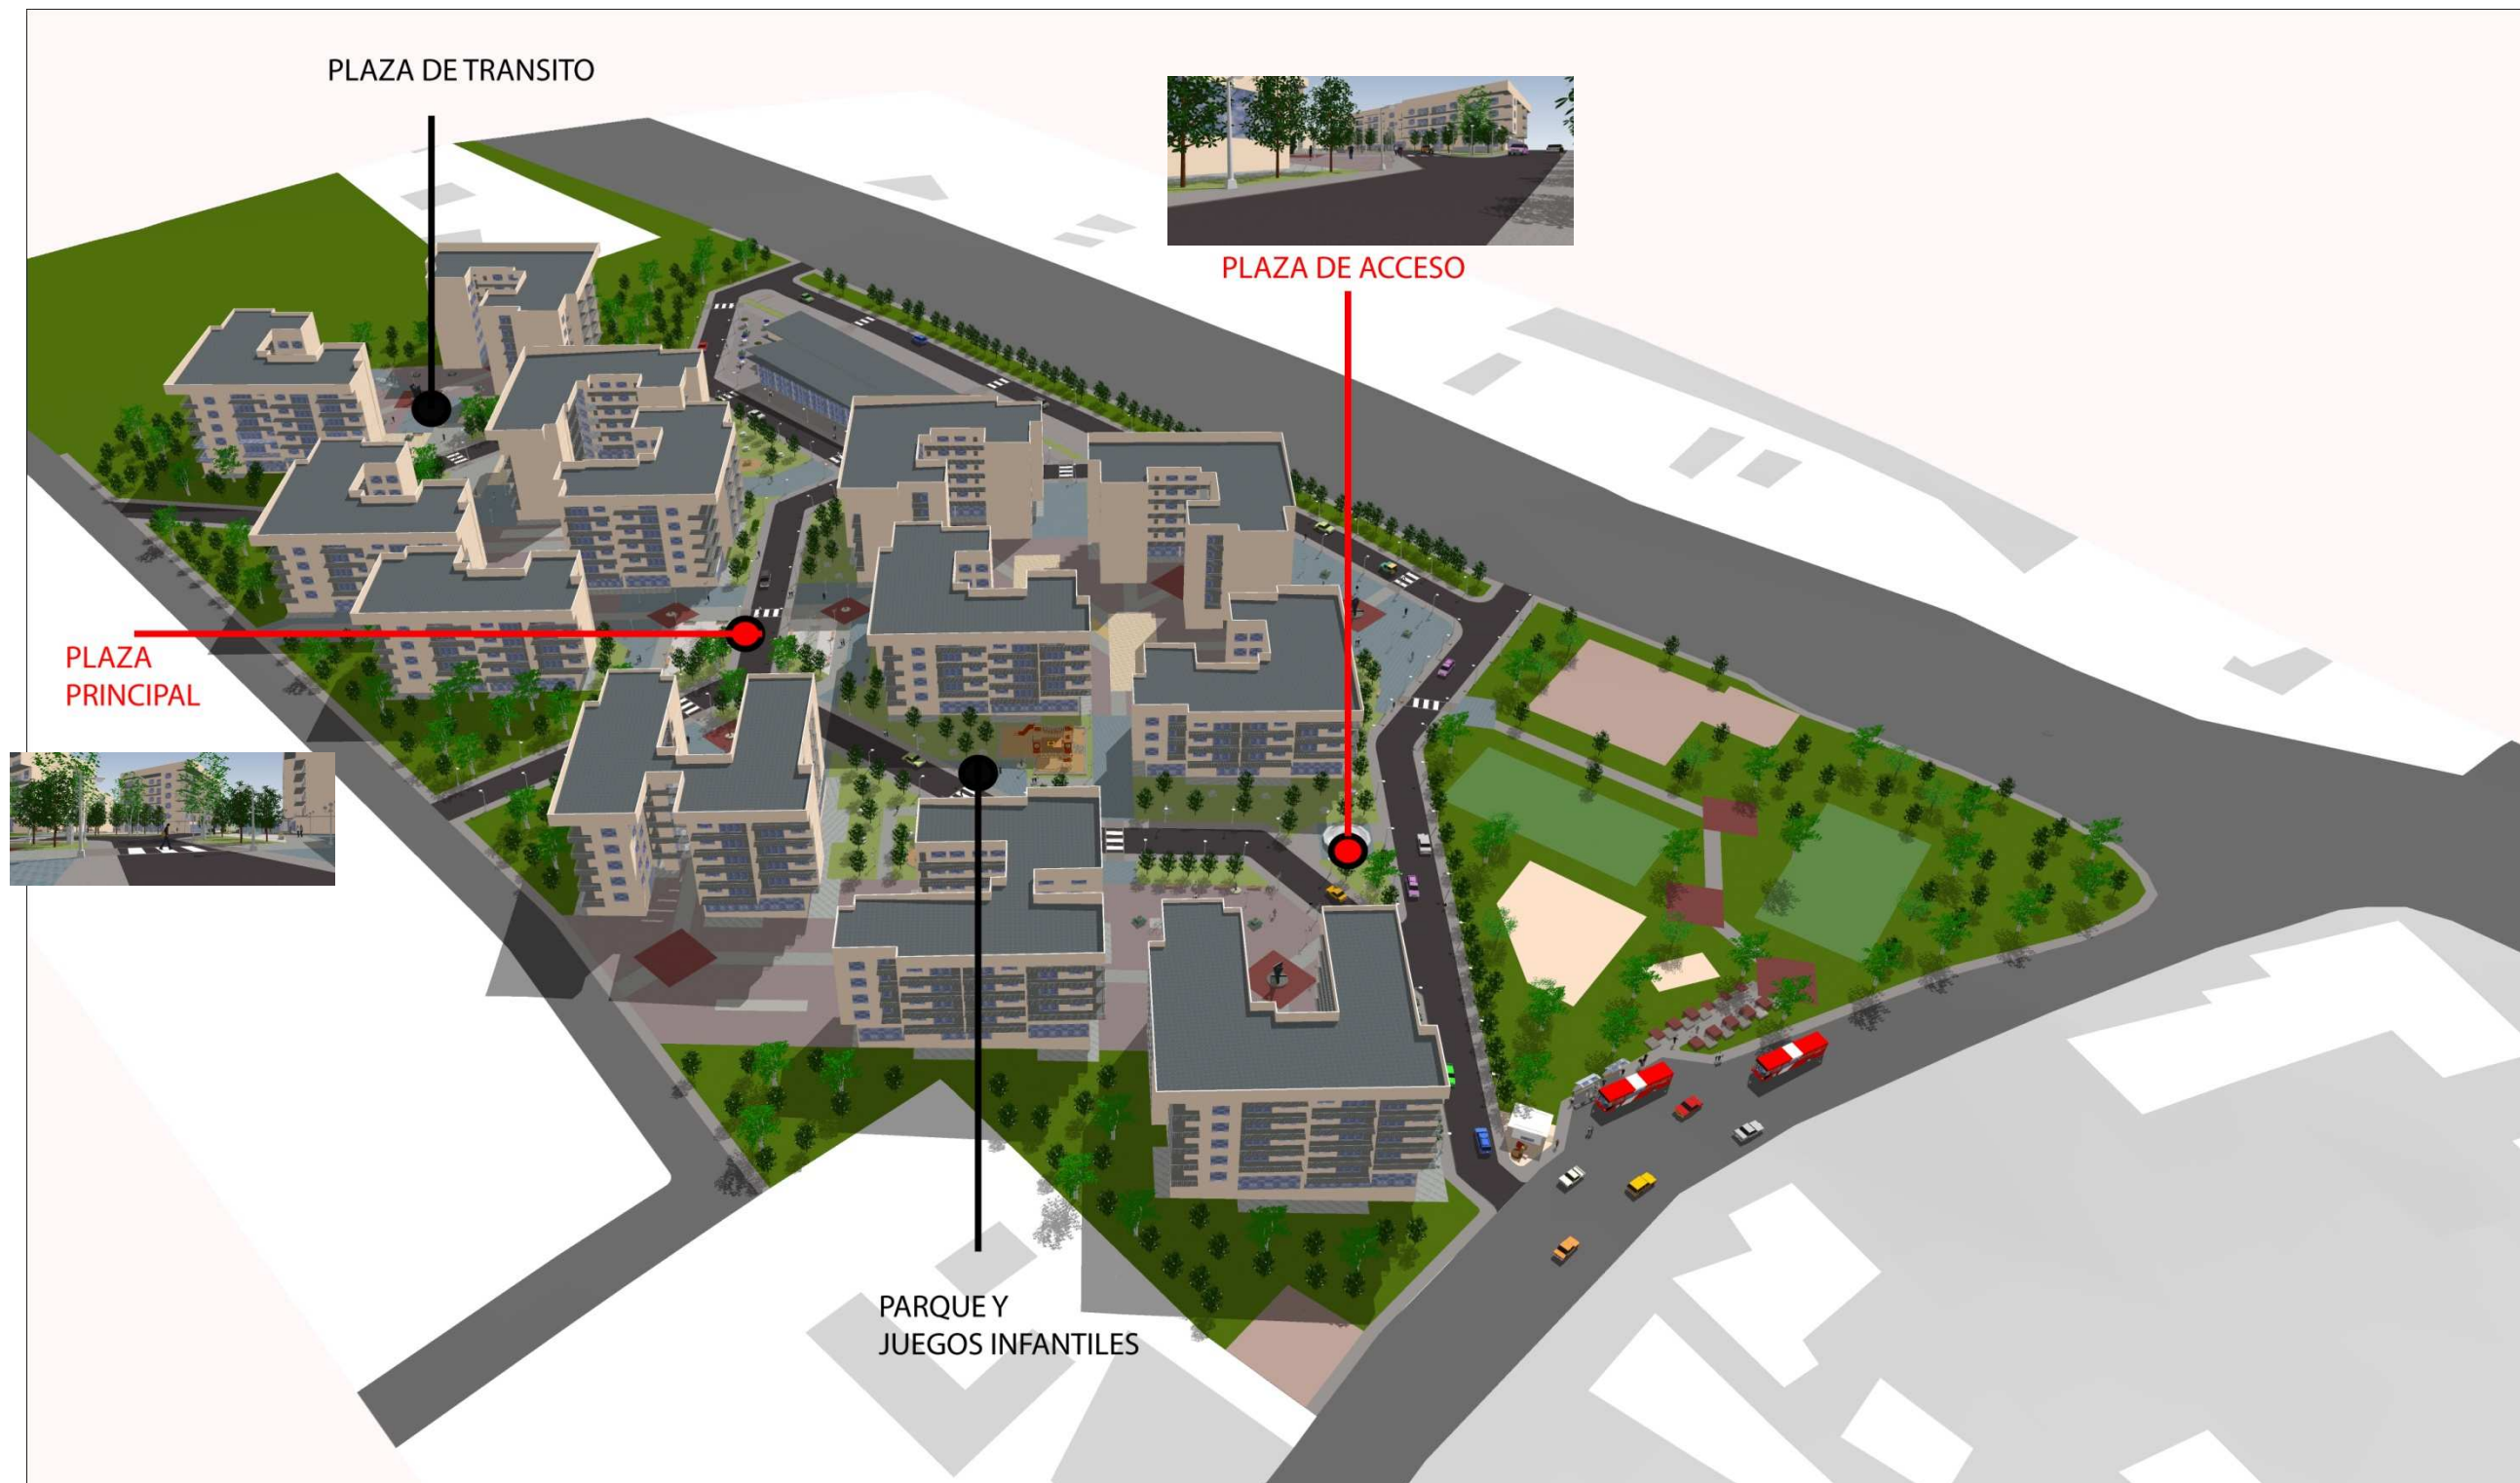 PLAZA DE TRANSITO
PLAZA DE ACCESO
PLAZA
PRINCIPAL
PARQUE Y
JUEGOS INFANTILES